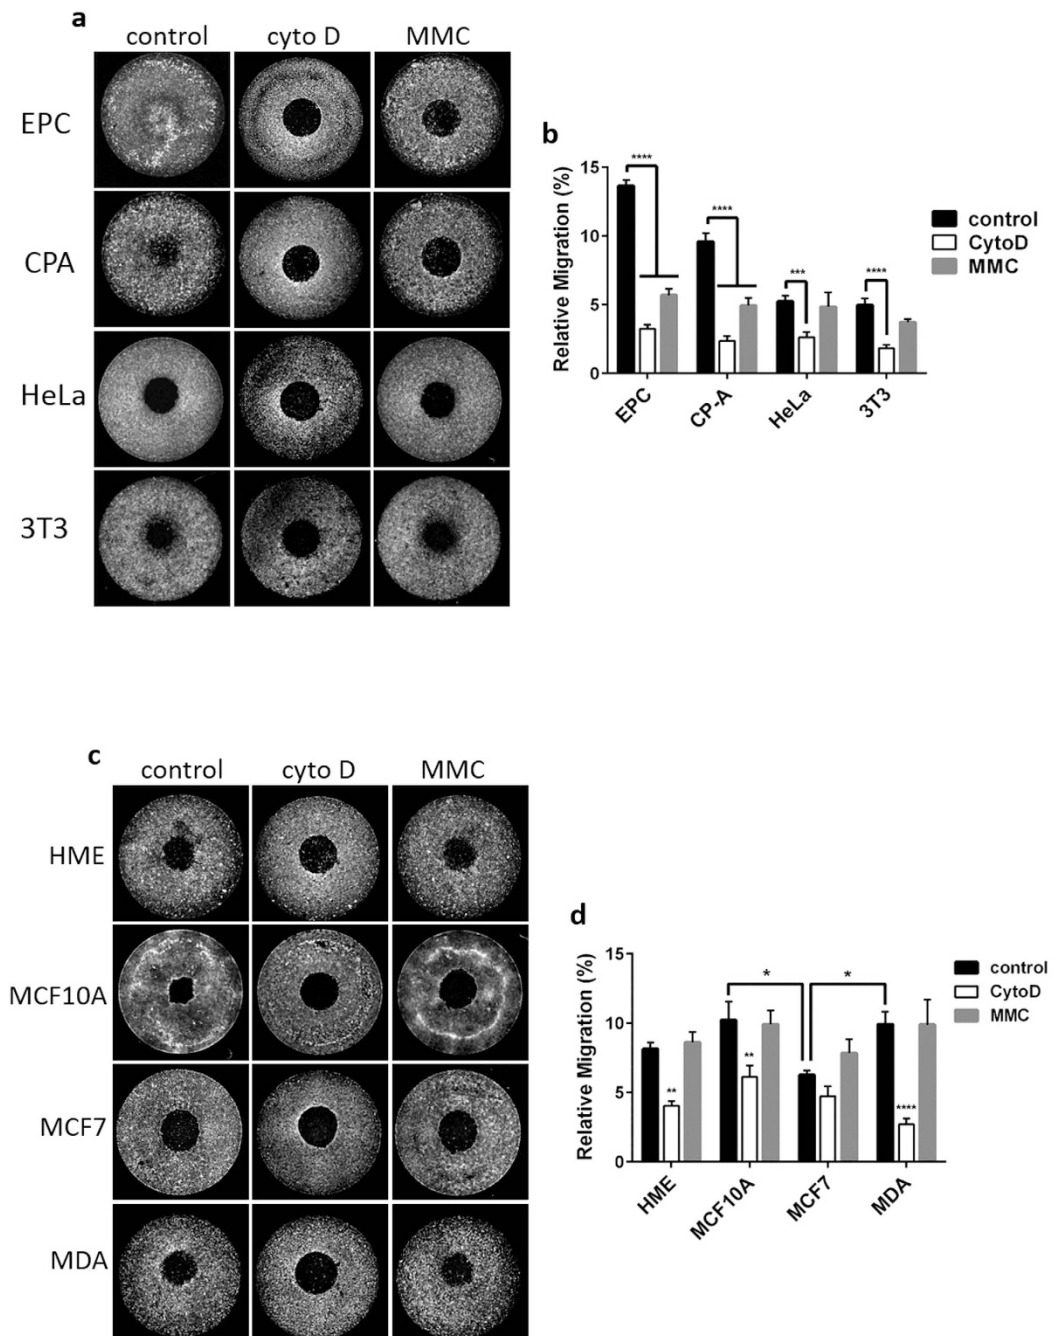 a
control cyto D MMC
EPC
CPA
HeLa
3T3
b
Relative Migration (%)
15
10
5
0
****
****
***
****
EPC
CP-A
HeLa
3T3
control
CytoD
MMC
c
control cyto D MMC
HME
MCF10A
MCF7
MDA
d
Relative Migration (%)
15
10
5
0
**
**
*
*
****
HME
MCF10A
MCF7
MDA
control
CytoD
MMC